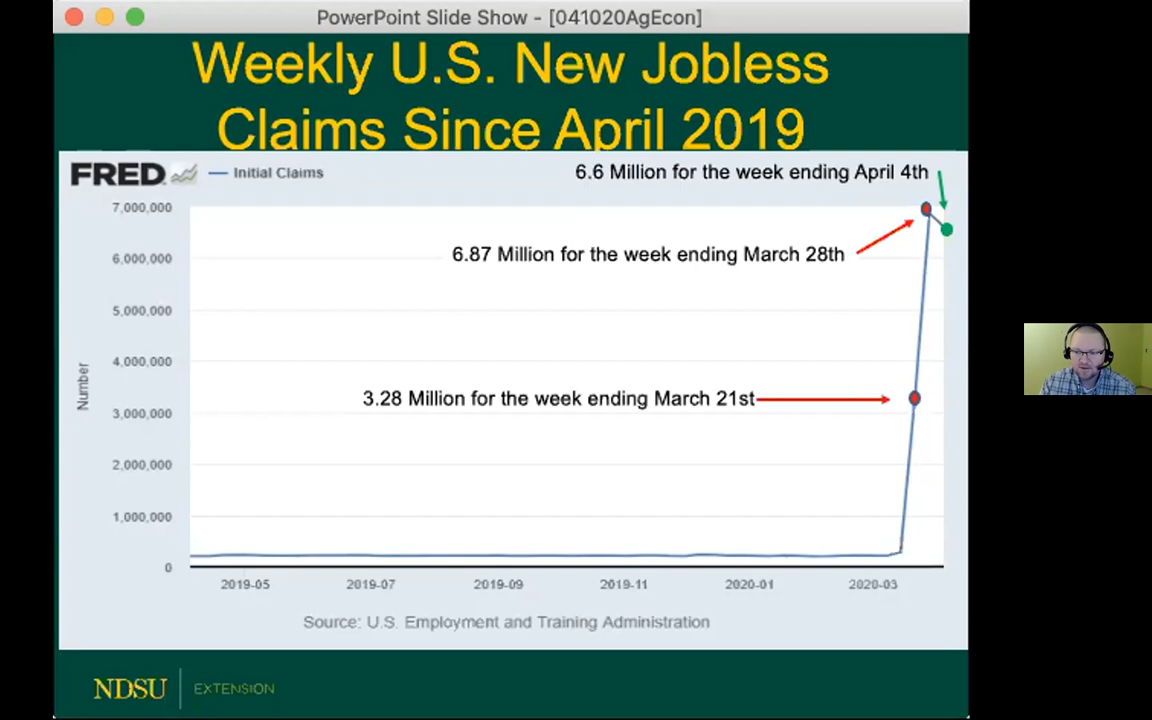 PowerPoint Slide Show - [041020AgEcon]
Weekly U.S. New Jobless
Claims Since April 2019
FRED
Initial Claims
6.6 Million for the week ending April 4th
7,000,000
6.87 Million for the week ending March 28th
6,000,000
5,000,000
4,000,000
Number
3.28 Million for the week ending March 21st
3,000,000
2,000,000
1,000,000
0
2019-05 2019-07 2019-09 2019-11 2020-01 2020-03
Source: U.S. Employment and Training Administration
NDSU EXTENSION